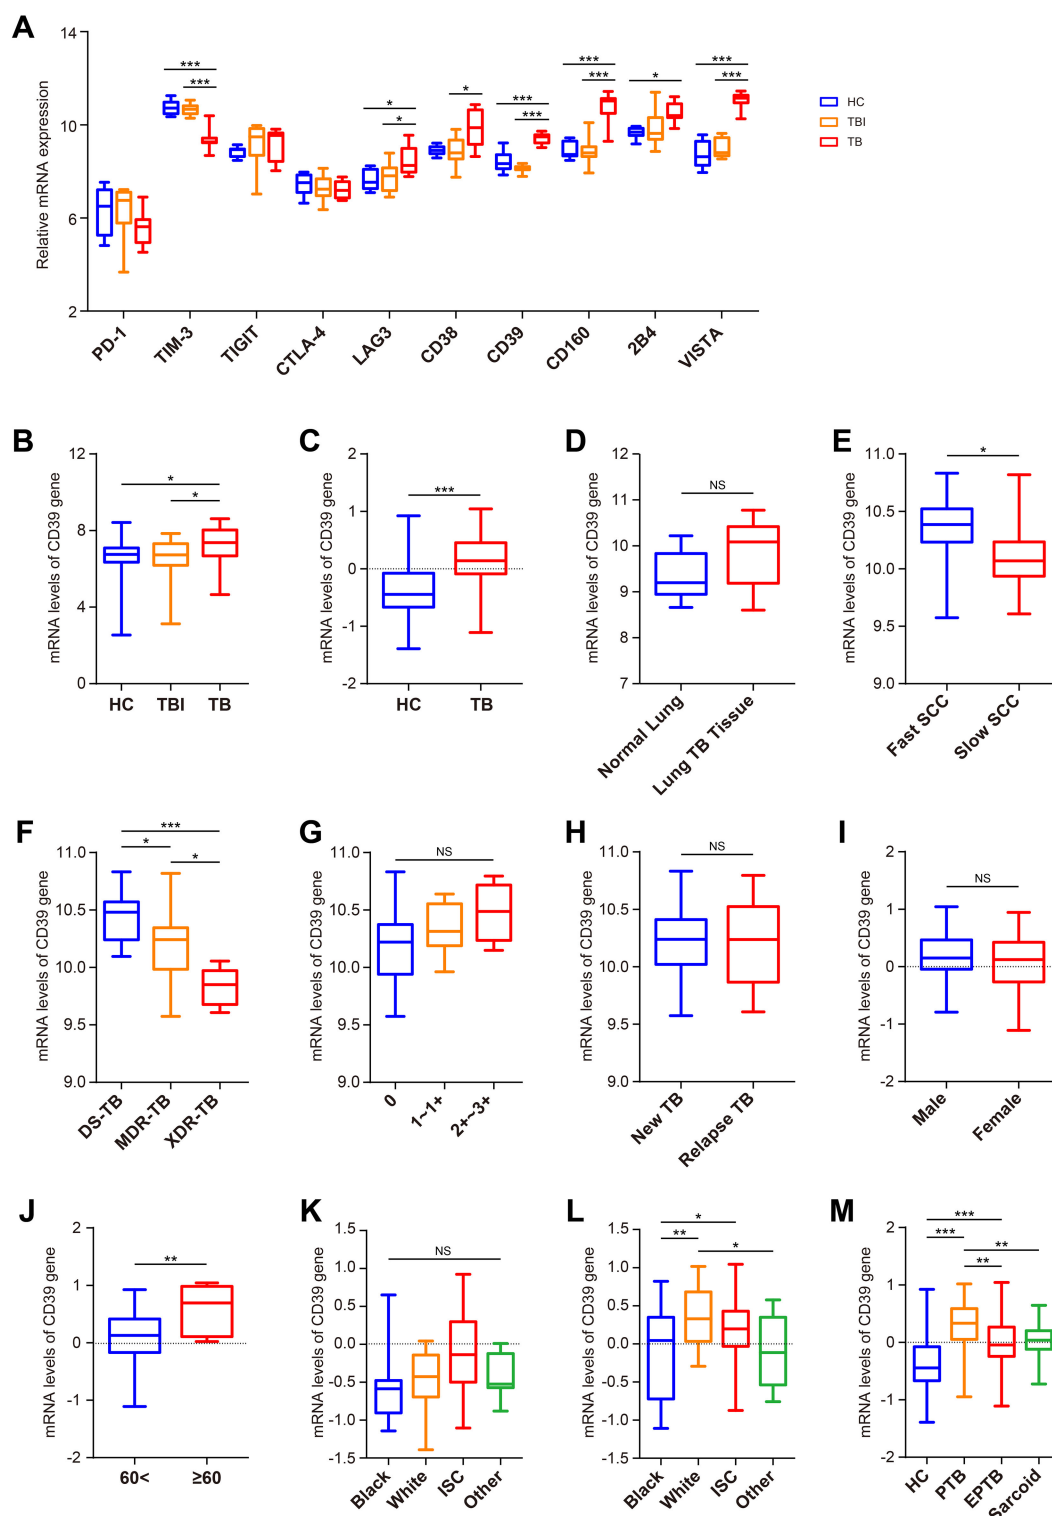 A
14
10
6
2
Relative mRNA expression
*** *** * * * *** *** *** *** * *** ***
HC
TBI
TB
PD-1 TIM-3 TIGIT CTLA-4 LAG3 CD38 CD39 CD160 2B4 VISTA
B
mRNA levels of CD39 gene
12
8
4
0
*
*
HC TBI TB
C
mRNA levels of CD39 gene
2
1
0
-1
-2
***
HC TB
D
mRNA levels of CD39 gene
12
11
10
9
8
7
NS
Normal Lung Lung TB Tissue
E
mRNA levels of CD39 gene
11.0
10.5
10.0
9.5
9.0
*
Fast SCC Slow SCC
F
mRNA levels of CD39 gene
11.0
10.5
10.0
9.5
9.0
***
* *
DS-TB MDR-TB XDR-TB
G
mRNA levels of CD39 gene
11.0
10.5
10.0
9.5
9.0
NS
0 1~1+ 2+~3+
H
mRNA levels of CD39 gene
11.0
10.5
10.0
9.5
9.0
NS
New TB Relapse TB
I
mRNA levels of CD39 gene
2
1
0
-1
-2
NS
Male Female
J
mRNA levels of CD39 gene
2
1
0
-1
-2
**
60< ≥60
K
mRNA levels of CD39 gene
1.5
1.0
0.5
0.0
-0.5
-1.0
-1.5
NS
Black White ISC Other
L
mRNA levels of CD39 gene
1.5
1.0
0.5
0.0
-0.5
-1.0
-1.5
*
** *
Black White ISC Other
M
mRNA levels of CD39 gene
2
1
0
-1
-2
***
*** **
**
HC PTB EPTB Sarcoid